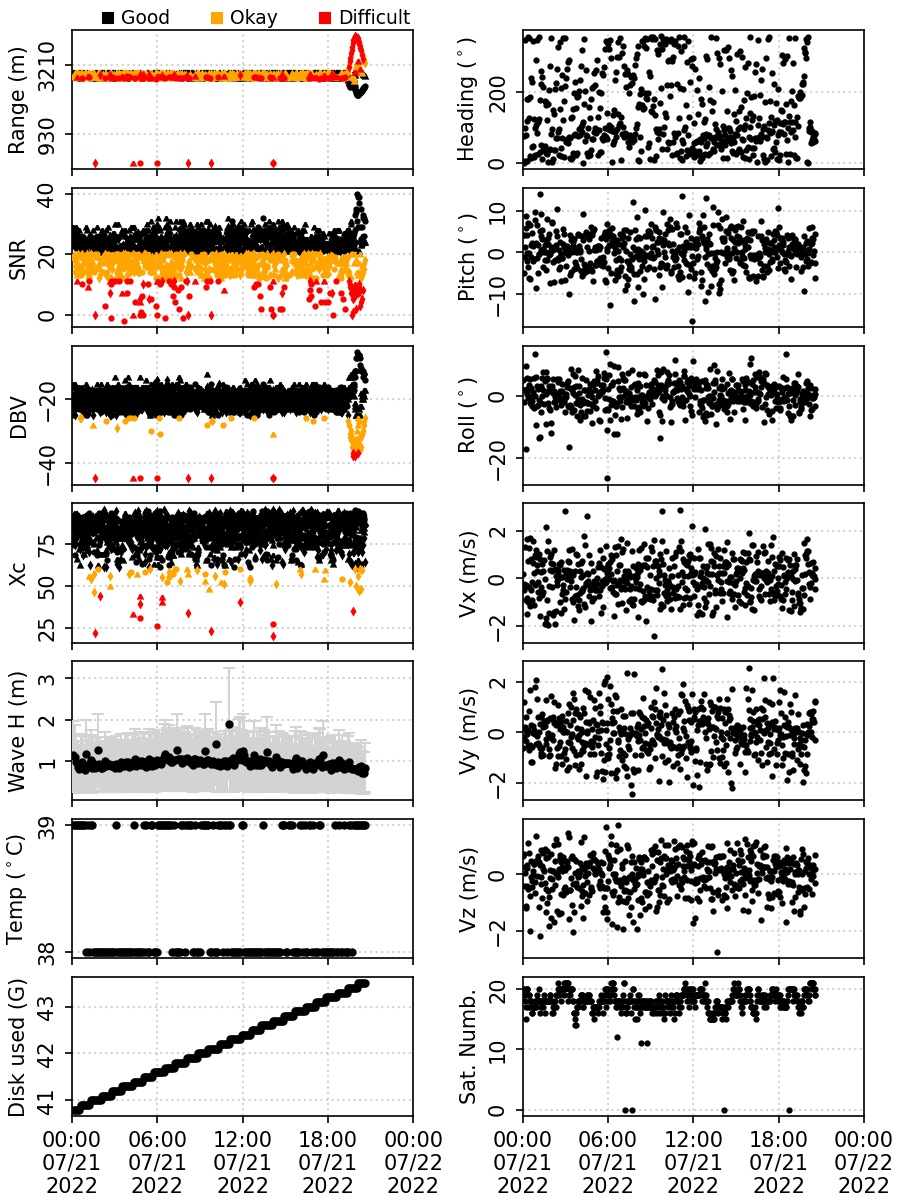 Good Okay Difficult
Range (m)
3210
930
SNR
40
20
0
DBV
−20
−40
Xc
75
50
25
Wave H (m)
3
2
1
Temp (°C)
39
38
Disk used (G)
43
42
41
00:00 06:00 12:00 18:00 00:00
07/21 07/21 07/21 07/21 07/22
2022 2022 2022 2022 2022
Heading (°)
200
0
Pitch (°)
10
0
−10
Roll (°)
0
−20
Vx (m/s)
2
0
−2
Vy (m/s)
2
0
−2
Vz (m/s)
0
−2
Sat. Numb.
20
10
0
00:00 06:00 12:00 18:00 00:00
07/21 07/21 07/21 07/21 07/22
2022 2022 2022 2022 2022